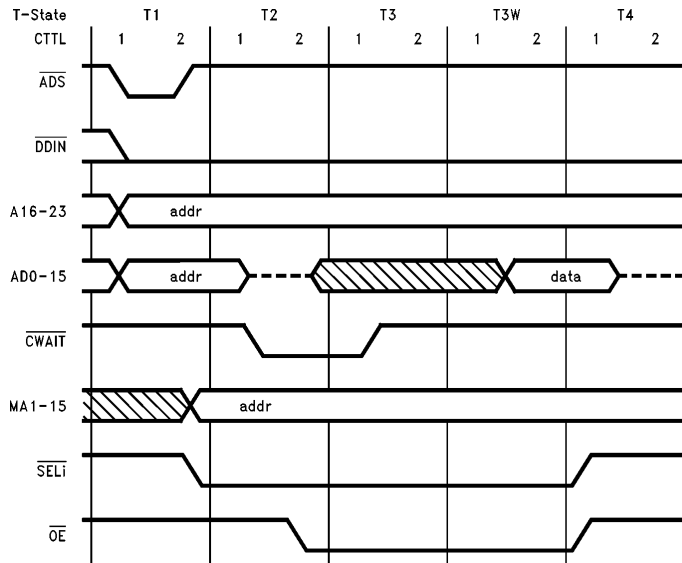 T-State T1 T2 T3 T3W T4
CTTL 1 2 1 2 1 2 1 2 1 2
ADS
DDIN
A16-23 addr
AD0-15 addr data
CWAIT
MA1-15 addr
SELi
OE